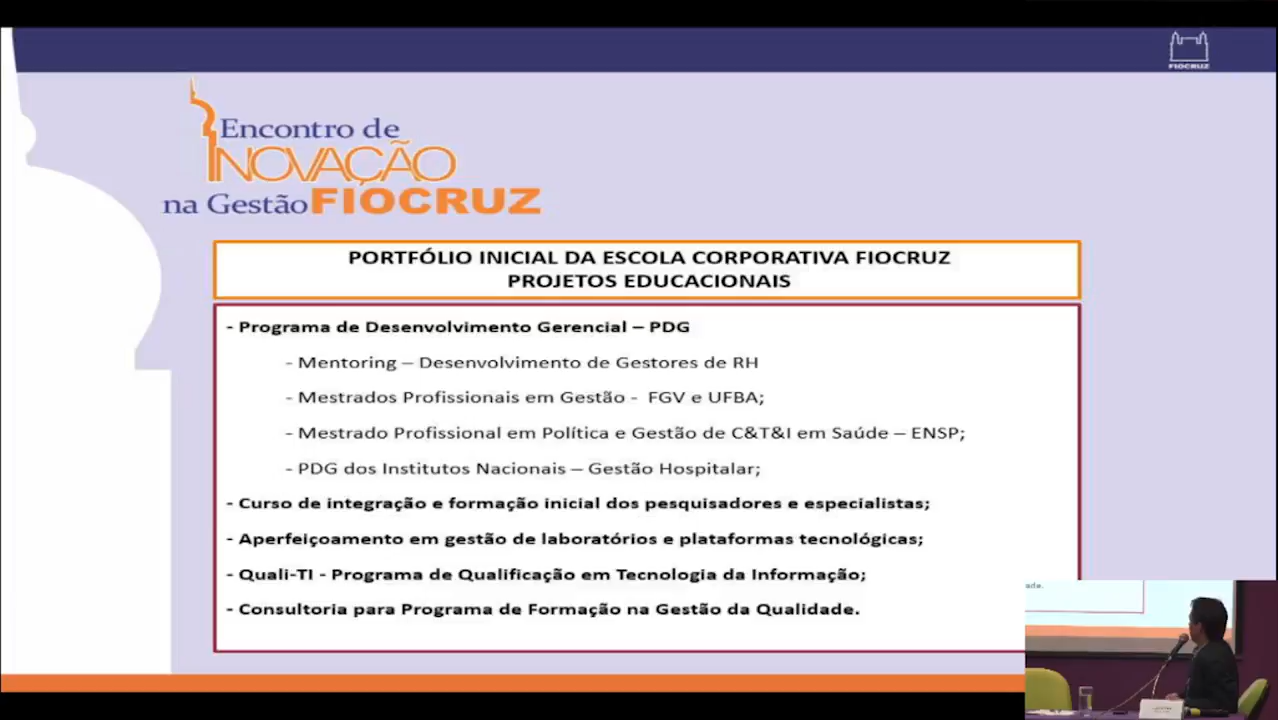 FIOCRUZ
Encontro de
INOVAÇÃO
na Gestão FIOCRUZ
PORTFÓLIO INICIAL DA ESCOLA CORPORATIVA FIOCRUZ
PROJETOS EDUCACIONAIS
- Programa de Desenvolvimento Gerencial – PDG
- Mentoring – Desenvolvimento de Gestores de RH
- Mestrados Profissionais em Gestão - FGV e UFBA;
- Mestrado Profissional em Política e Gestão de C&T&I em Saúde – ENSP;
- PDG dos Institutos Nacionais – Gestão Hospitalar;
- Curso de integração e formação inicial dos pesquisadores e especialistas;
- Aperfeiçoamento em gestão de laboratórios e plataformas tecnológicas;
- Quali-TI - Programa de Qualificação em Tecnologia da Informação;
- Consultoria para Programa de Formação na Gestão da Qualidade.
ade.